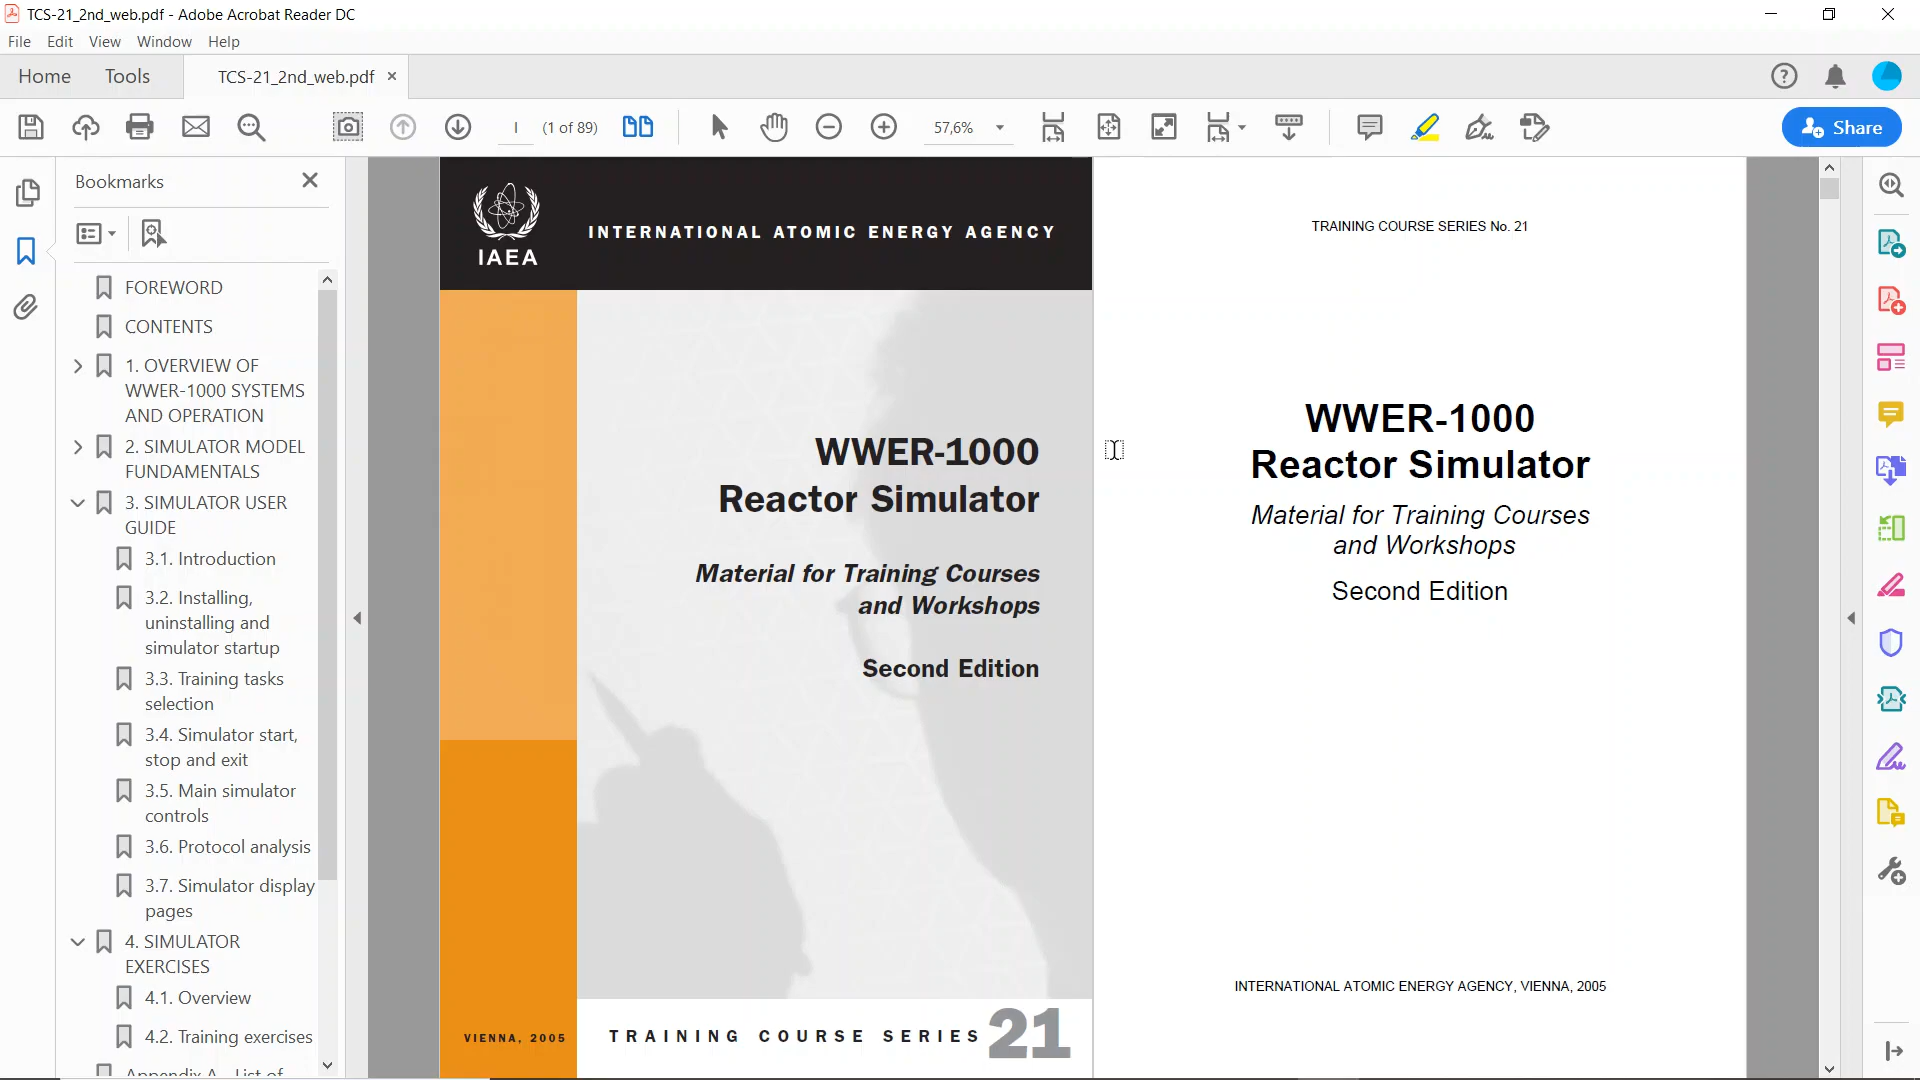 TCS-21_2nd_web.pdf - Adobe Acrobat Reader DC
File Edit View Window Help
Home Tools TCS-21_2nd_web.pdf
I (1 of 89) 57,6% Share
Bookmarks
FOREWORD
CONTENTS
1. OVERVIEW OF
WWER-1000 SYSTEMS
AND OPERATION
2. SIMULATOR MODEL
FUNDAMENTALS
3. SIMULATOR USER
GUIDE
3.1. Introduction
3.2. Installing,
uninstalling and
simulator startup
3.3. Training tasks
selection
3.4. Simulator start,
stop and exit
3.5. Main simulator
controls
3.6. Protocol analysis
3.7. Simulator display
pages
4. SIMULATOR
EXERCISES
4.1. Overview
4.2. Training exercises
Appendix A - List of
IAEA
INTERNATIONAL ATOMIC ENERGY AGENCY
WWER-1000
Reactor Simulator
Material for Training Courses
and Workshops
Second Edition
VIENNA, 2005
TRAINING COURSE SERIES 21
TRAINING COURSE SERIES No. 21
WWER-1000
Reactor Simulator
Material for Training Courses
and Workshops
Second Edition
INTERNATIONAL ATOMIC ENERGY AGENCY, VIENNA, 2005